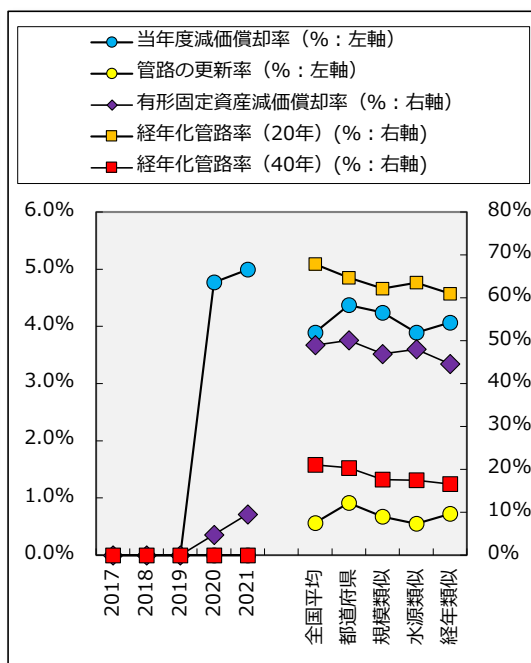 当年度減価償却率（%：左軸）
管路の更新率（%：左軸）
有形固定資産減価償却率（%：右軸）
経年化管路率（20年）(%：右軸)
経年化管路率（40年）(%：右軸)
6.0%
5.0%
4.0%
3.0%
2.0%
1.0%
0.0%
80%
70%
60%
50%
40%
30%
20%
10%
0%
2017
2018
2019
2020
2021
全国平均
都道府県
規模類似
水源類似
経年類似